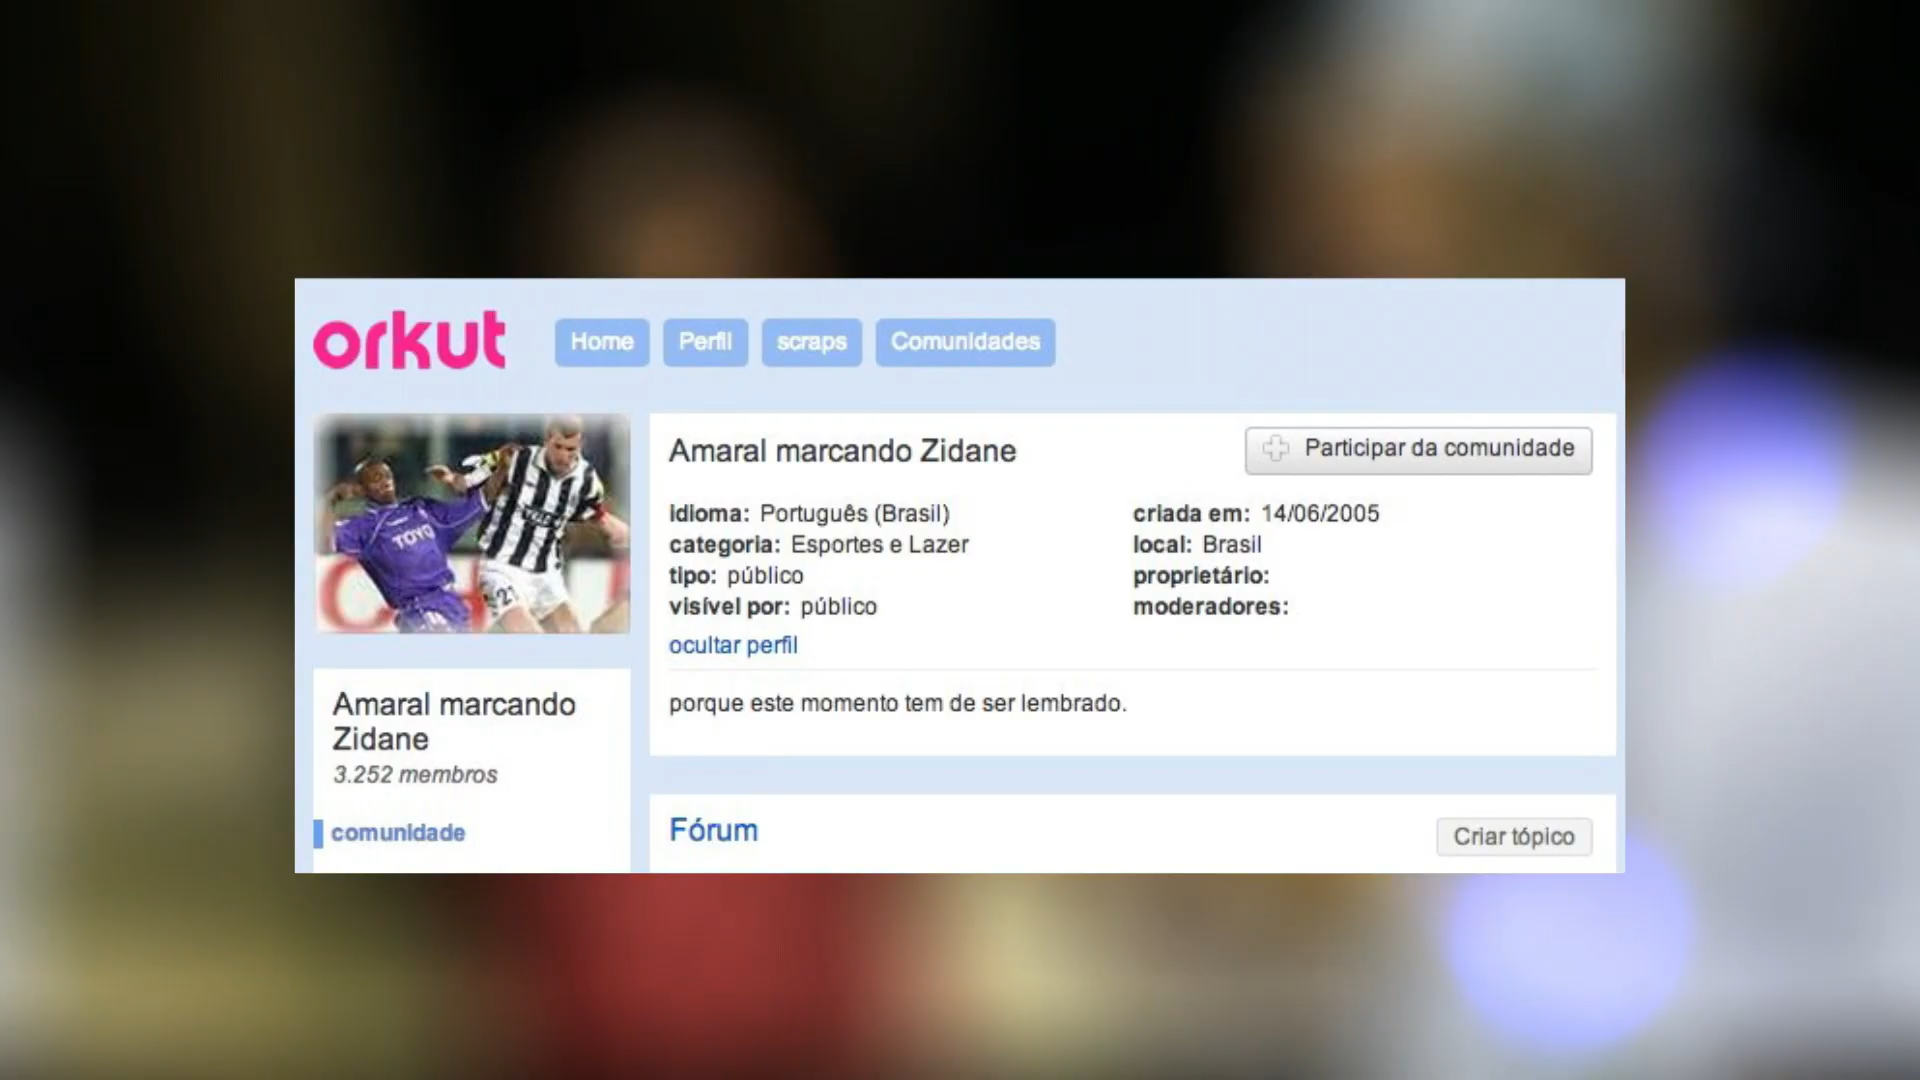 orkut
Home Perfil scraps Comunidades
TOYO
21
Amaral marcando Zidane
Participar da comunidade
idioma: Português (Brasil)
criada em: 14/06/2005
categoria: Esportes e Lazer
local: Brasil
tipo: público
proprietário:
visível por: público
moderadores:
ocultar perfil
porque este momento tem de ser lembrado.
Amaral marcando
Zidane
3.252 membros
comunidade
Fórum
Criar tópico